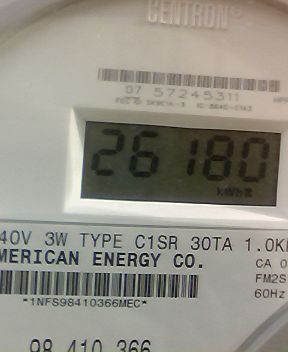 CENTRON®
07 57245311
26180
kWh
40V 3W TYPE C1SR 30TA 1.0K
MERICAN ENERGY CO.
CA 0
FM2S
60Hz
*1NFS98410366MEC*
98 410 366